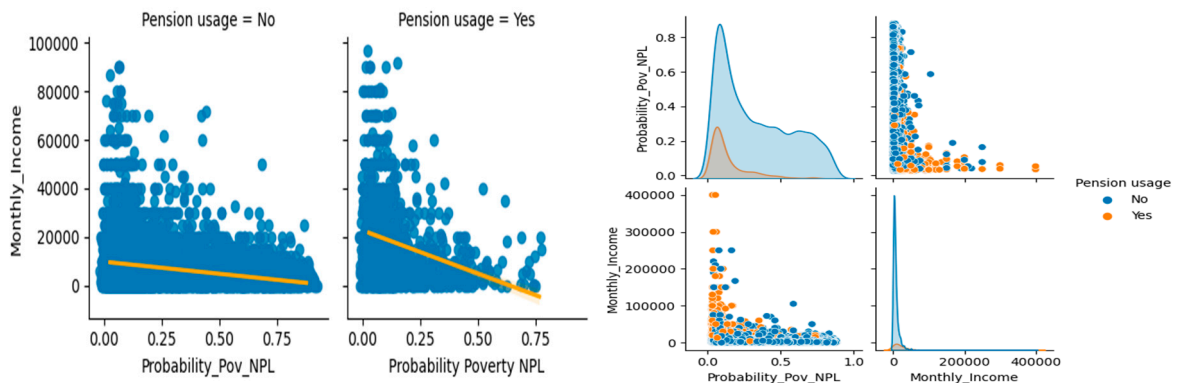 Pension usage = No
Pension usage = Yes
Monthly_Income
100000
80000
60000
40000
20000
0
0.00 0.25 0.50 0.75
Probability_Pov_NPL
0.00 0.25 0.50 0.75
Probability Poverty NPL
Probability_Pov_NPL
0.8
0.6
0.4
0.2
0.0
Monthly_Income
400000
300000
200000
100000
0
0.0 0.5 1.0
Probability_Pov_NPL
0 200000 400000
Monthly_Income
Pension usage
No
Yes